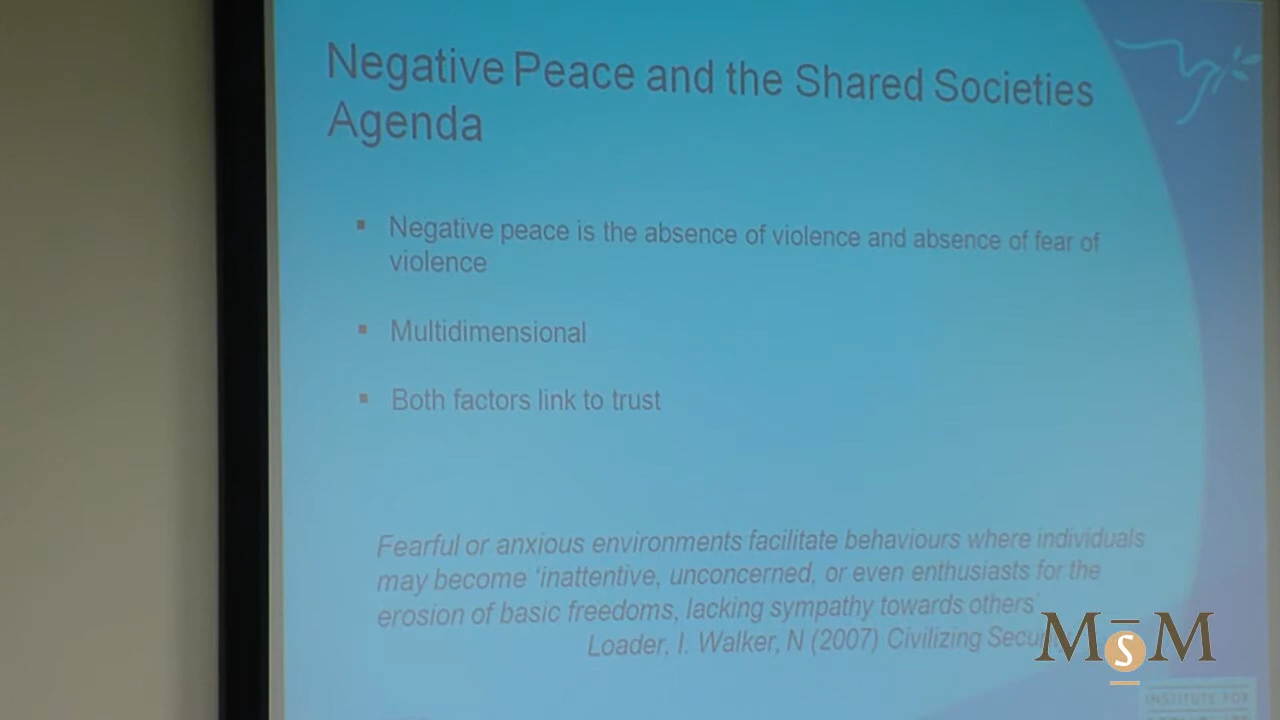 Negative Peace and the Shared Societies
Agenda
▪ Negative peace is the absence of violence and absence of fear of
violence
▪ Multidimensional
▪ Both factors link to trust
Fearful or anxious environments facilitate behaviours where individuals
may become ‘inattentive, unconcerned, or even enthusiasts for the
erosion of basic freedoms, lacking sympathy towards others’
Loader, I. Walker, N (2007) Civilizing
MSM
INSTITUTE FOR